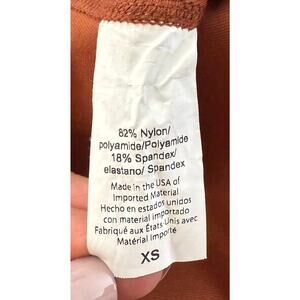 82% Nylon/
polyamide/Polyamide
18% Spandex/
elastano/ Spandex
Made in the USA of
Imported Material
Hecho en estados unidos
con material importado
Fabriqué aux États Unis avec
Matérial Importé
XS